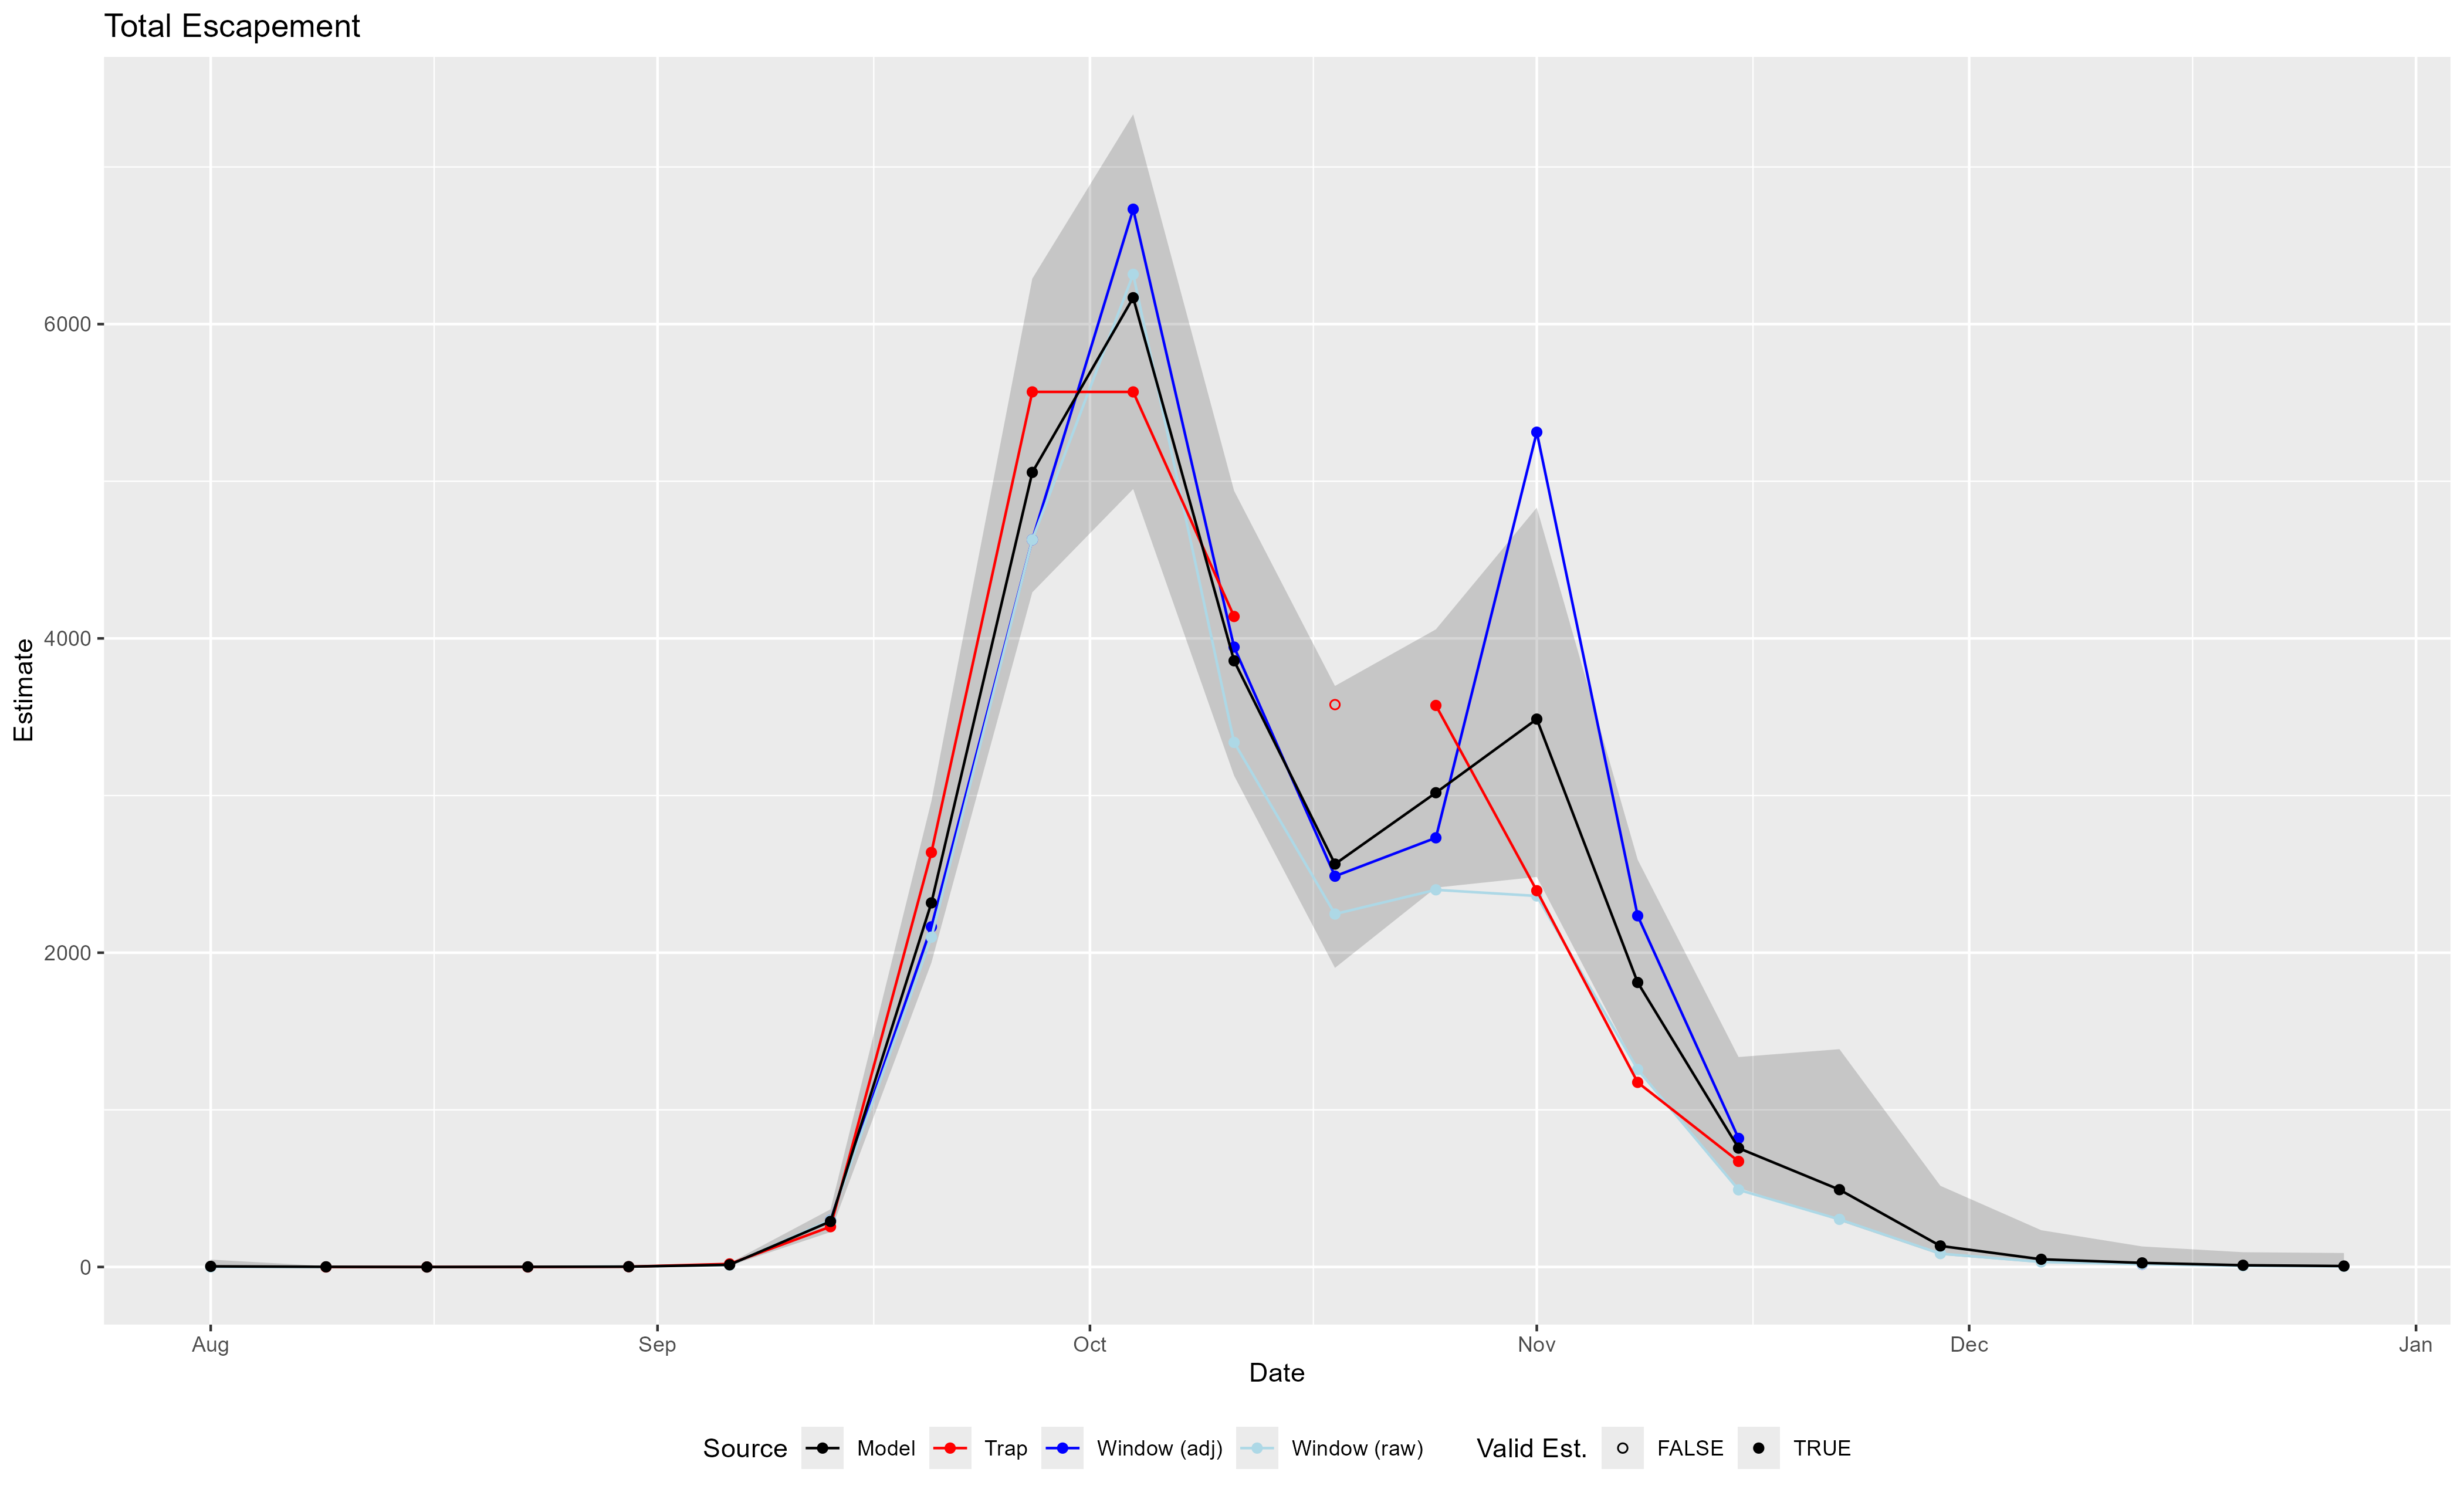 Total Escapement
Estimate
6000
4000
2000
0
Aug Sep Oct Nov Dec Jan
Date
Source Model Trap Window (adj) Window (raw) Valid Est. FALSE TRUE